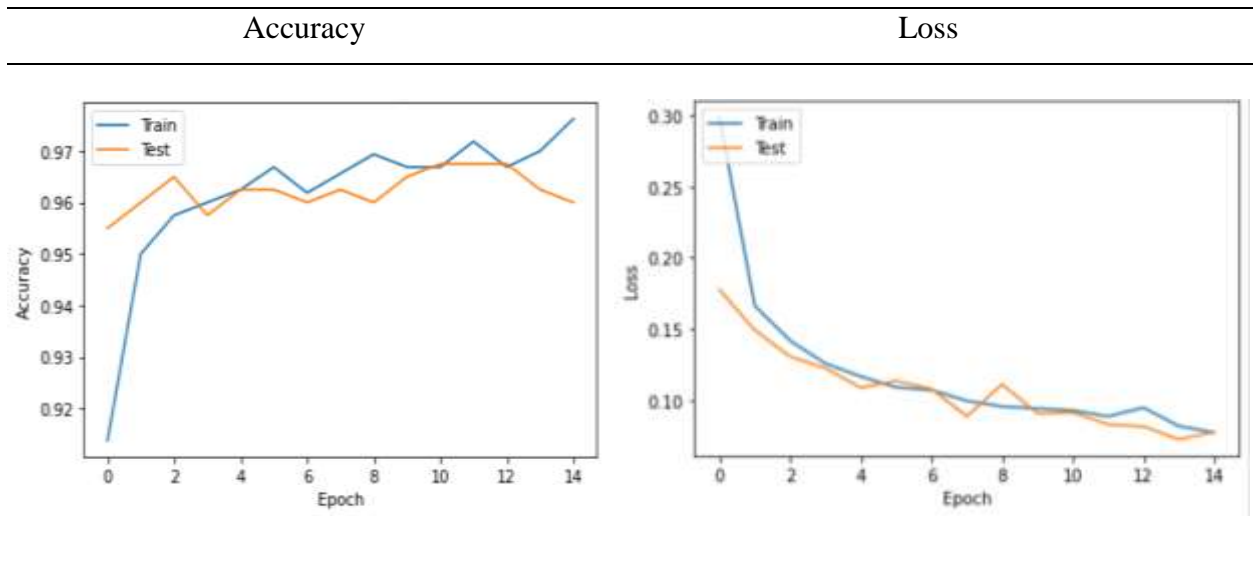 Accuracy Loss
Train
Test
0.97
0.96
0.95
0.94
0.93
0.92
Accuracy
0 2 4 6 8 10 12 14
Epoch
Train
Test
0.30
0.25
0.20
0.15
0.10
Loss
0 2 4 6 8 10 12 14
Epoch